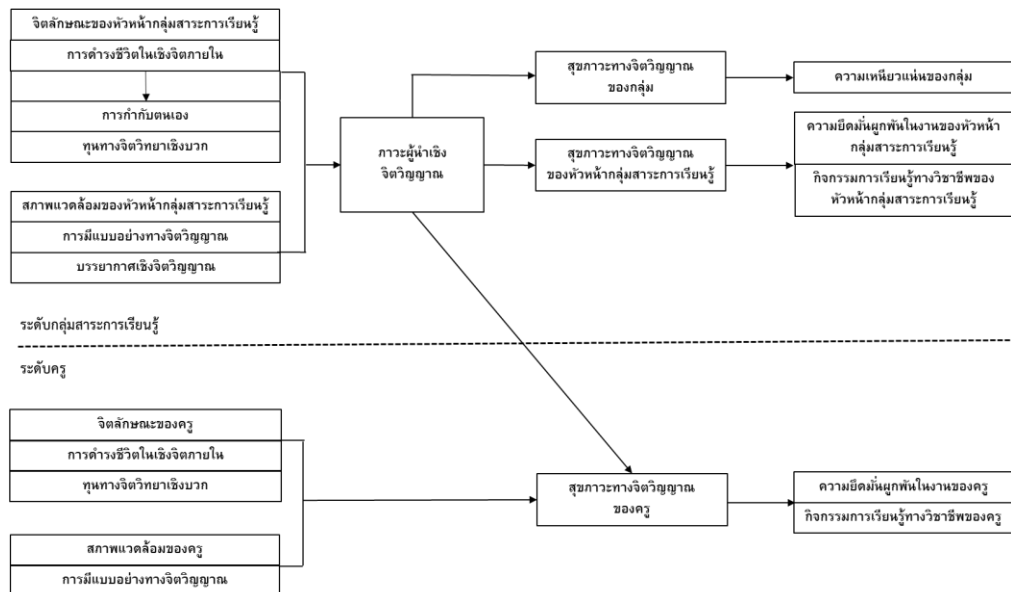 จิตลักษณะของหัวหน้ากลุ่มสาระการเรียนรู้
การดำรงชีวิตในเชิงจิตภายใน
การกำกับตนเอง
ทุนทางจิตวิทยาเชิงบวก
สภาพแวดล้อมของหัวหน้ากลุ่มสาระการเรียนรู้
การมีแบบอย่างทางจิตวิญญาณ
บรรยากาศเชิงจิตวิญญาณ
ภาวะผู้นำเชิง
จิตวิญญาณ
สุขภาวะทางจิตวิญญาณ
ของกลุ่ม
ความเหนียวแน่นของกลุ่ม
สุขภาวะทางจิตวิญญาณ
ของหัวหน้ากลุ่มสาระการเรียนรู้
ความยึดมั่นผูกพันในงานของหัวหน้า
กลุ่มสาระการเรียนรู้
กิจกรรมการเรียนรู้ทางวิชาชีพของ
หัวหน้ากลุ่มสาระการเรียนรู้
ระดับกลุ่มสาระการเรียนรู้
ระดับครู
จิตลักษณะของครู
การดำรงชีวิตในเชิงจิตภายใน
ทุนทางจิตวิทยาเชิงบวก
สภาพแวดล้อมของครู
การมีแบบอย่างทางจิตวิญญาณ
สุขภาวะทางจิตวิญญาณ
ของครู
ความยึดมั่นผูกพันในงานของครู
กิจกรรมการเรียนรู้ทางวิชาชีพของครู